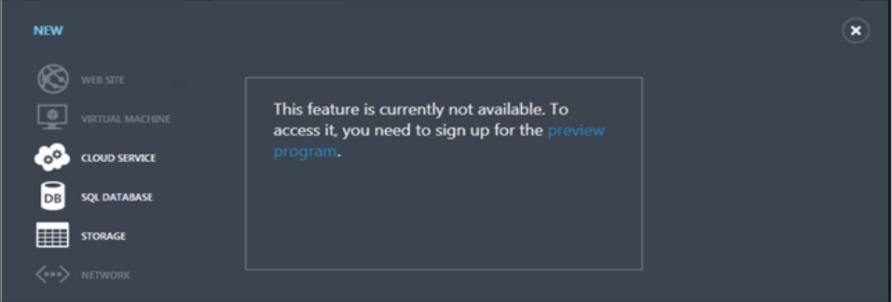 NEW
WEB SITE
VIRTUAL MACHINE
CLOUD SERVICE
DB
SQL DATABASE
STORAGE
NETWORK
This feature is currently not available. To
access it, you need to sign up for the preview
program.